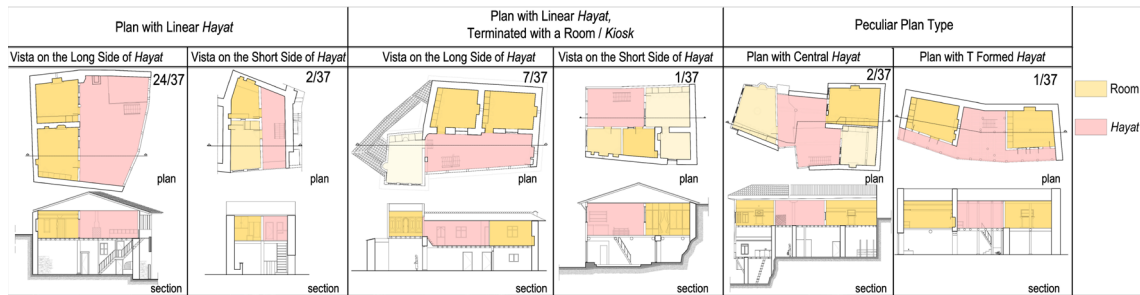 Plan with Linear Hayat
Plan with Linear Hayat,
Terminated with a Room / Kiosk
Peculiar Plan Type
Vista on the Long Side of Hayat
Vista on the Short Side of Hayat
Vista on the Long Side of Hayat
Vista on the Short Side of Hayat
Plan with Central Hayat
Plan with T Formed Hayat
24/37
2/37
7/37
1/37
2/37
1/37
Room
Hayat
plan
plan
plan
plan
plan
plan
section
section
section
section
section
section